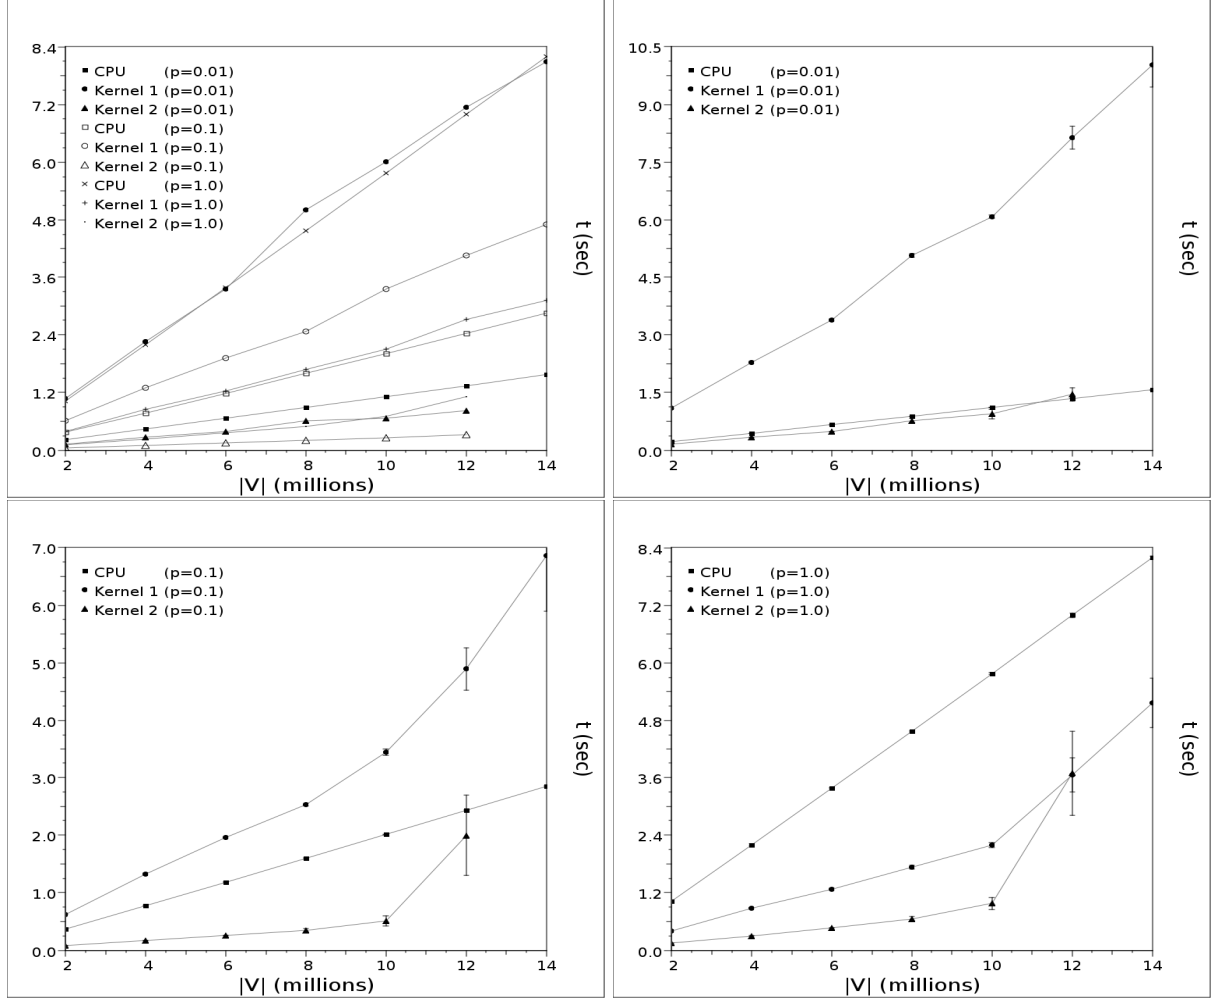 8.4
7.2
6.0
4.8
3.6
2.4
1.2
0.0
CPU (p=0.01)
Kernel 1 (p=0.01)
Kernel 2 (p=0.01)
CPU (p=0.1)
Kernel 1 (p=0.1)
Kernel 2 (p=0.1)
CPU (p=1.0)
Kernel 1 (p=1.0)
Kernel 2 (p=1.0)
2 4 6 8 10 12 14
|V| (millions)
t (sec)
10.5
9.0
7.5
6.0
4.5
3.0
1.5
0.0
CPU (p=0.01)
Kernel 1 (p=0.01)
Kernel 2 (p=0.01)
2 4 6 8 10 12 14
|V| (millions)
t (sec)
7.0
6.0
5.0
4.0
3.0
2.0
1.0
0.0
CPU (p=0.1)
Kernel 1 (p=0.1)
Kernel 2 (p=0.1)
2 4 6 8 10 12 14
|V| (millions)
t (sec)
8.4
7.2
6.0
4.8
3.6
2.4
1.2
0.0
CPU (p=1.0)
Kernel 1 (p=1.0)
Kernel 2 (p=1.0)
2 4 6 8 10 12 14
|V| (millions)
t (sec)